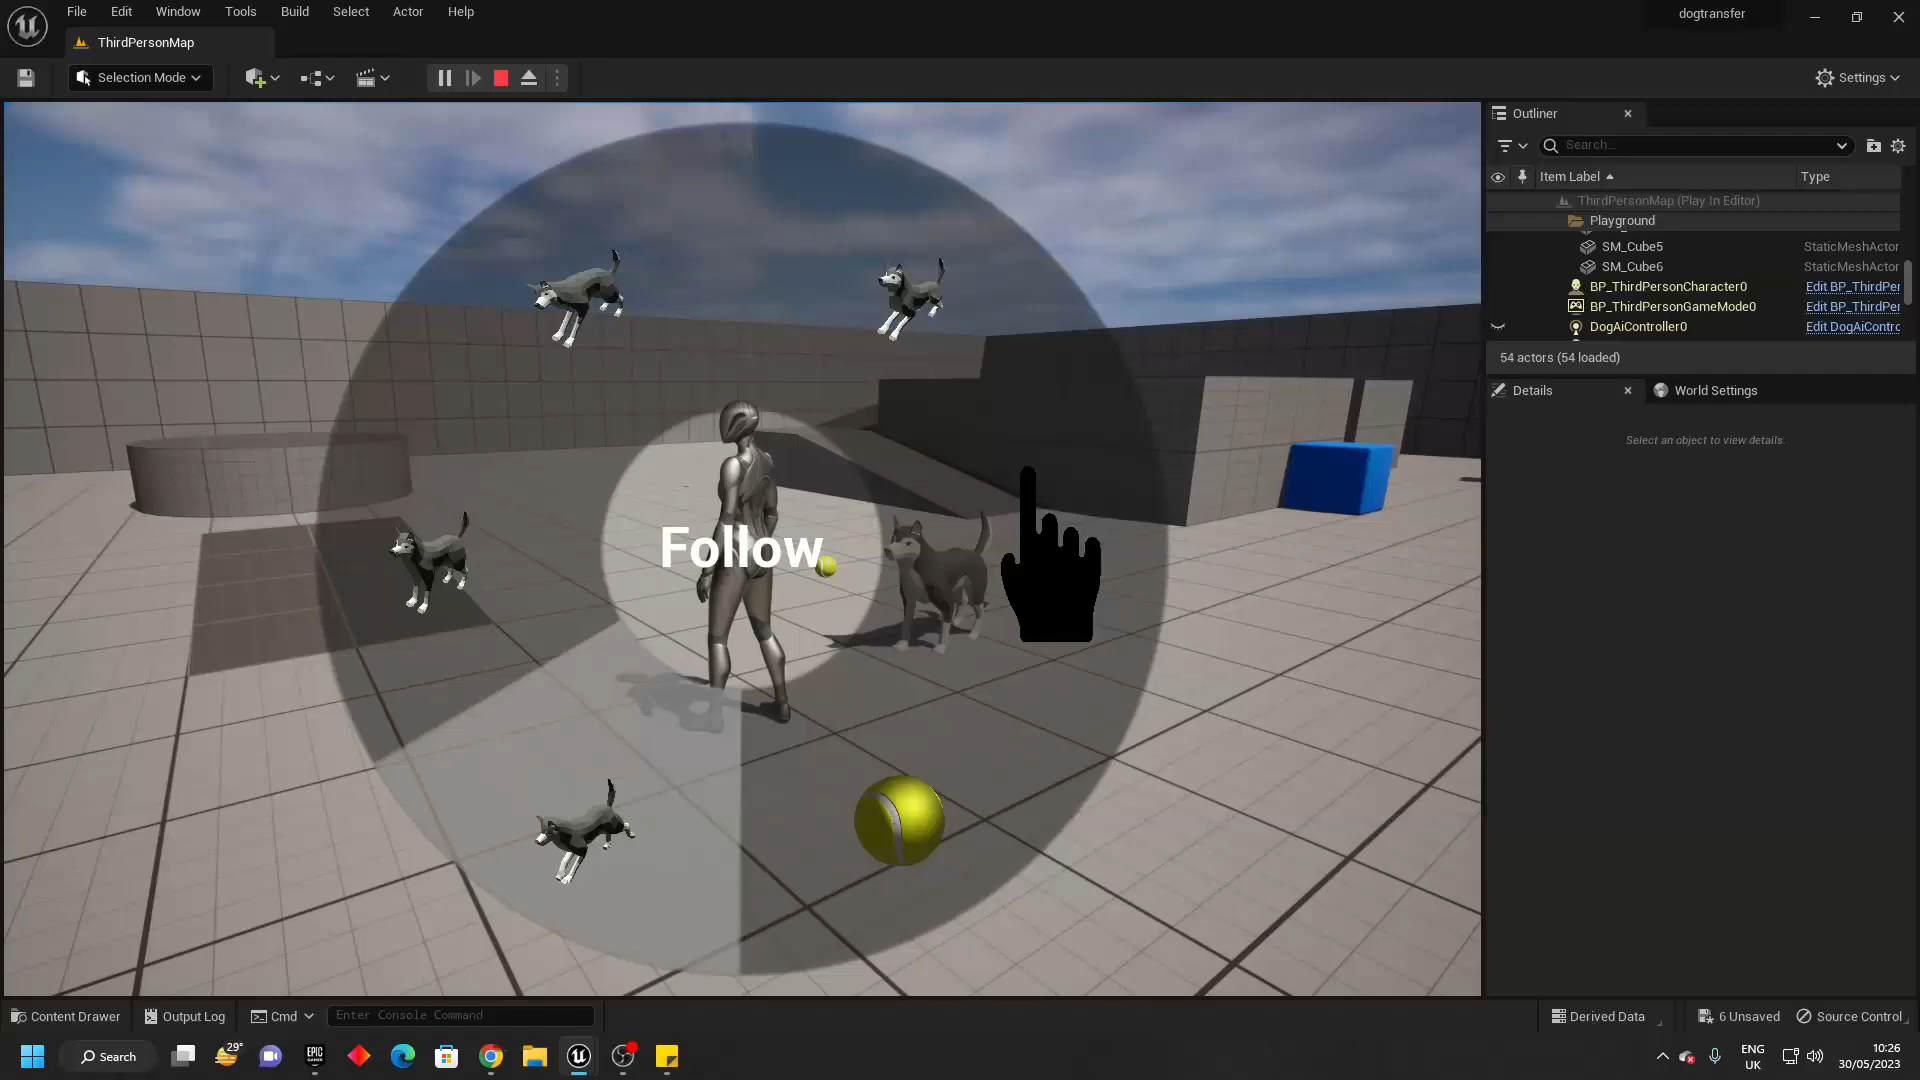 File Edit Window Tools Build Select Actor Help
dogtransfer
ThirdPersonMap
Selection Mode
Settings
Outliner
Search...
Item Label Type
ThirdPersonMap (Play In Editor)
Playground
SM_Cube5 StaticMeshActor
SM_Cube6 StaticMeshActor
BP_ThirdPersonCharacter0 Edit BP_ThirdPer
BP_ThirdPersonGameMode0 Edit BP_ThirdPer
DogAiController0 Edit DogAiContro
54 actors (54 loaded)
Details World Settings
Select an object to view details.
Follow
Content Drawer Output Log Cmd Enter Console Command Derived Data 6 Unsaved Source Control
29°
Search
EPIC
GAMES
ENG
UK
10:26
30/05/2023